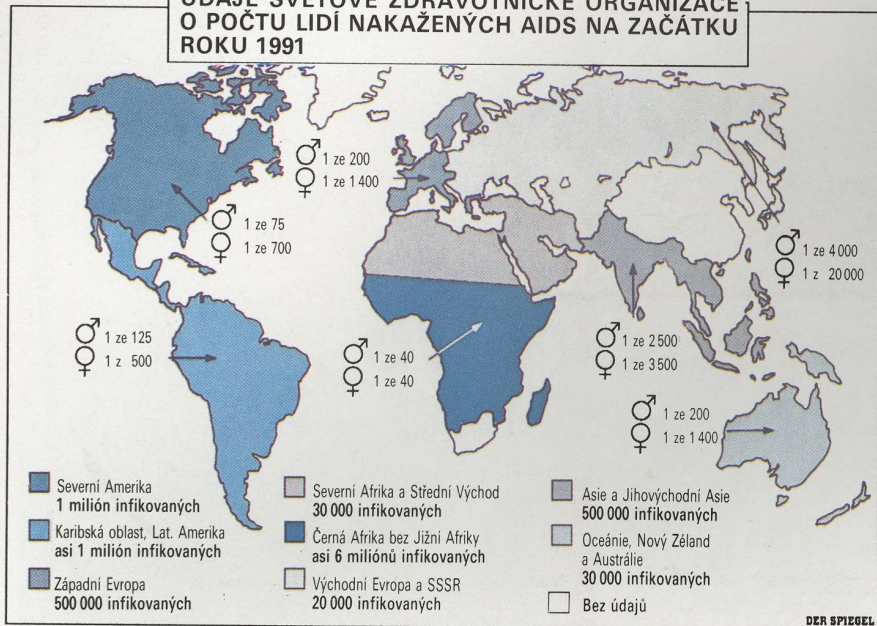 ÚDAJE SVĚTOVÉ ZDRAVOTNICKÉ ORGANIZACE
O POČTU LIDÍ NAKAŽENÝCH AIDS NA ZAČÁTKU
ROKU 1991
♂ 1 ze 200
♀ 1 ze 1 400
♂ 1 ze 75
♀ 1 ze 700
♂ 1 ze 4 000
♀ 1 z 20 000
♂ 1 ze 125
♀ 1 z 500
♂ 1 ze 40
♀ 1 ze 40
♂ 1 ze 2 500
♀ 1 ze 3 500
♂ 1 ze 200
♀ 1 ze 1 400
Severní Amerika
1 milión infikovaných
Karibská oblast, Lat. Amerika
asi 1 milión infikovaných
Západní Evropa
500 000 infikovaných
Severní Afrika a Střední Východ
30 000 infikovaných
Černá Afrika bez Jižní Afriky
asi 6 miliónů infikovaných
Východní Evropa a SSSR
20 000 infikovaných
Asie a Jihovýchodní Asie
500 000 infikovaných
Oceánie, Nový Zéland
a Austrálie
30 000 infikovaných
Bez údajů
DER SPIEGEL